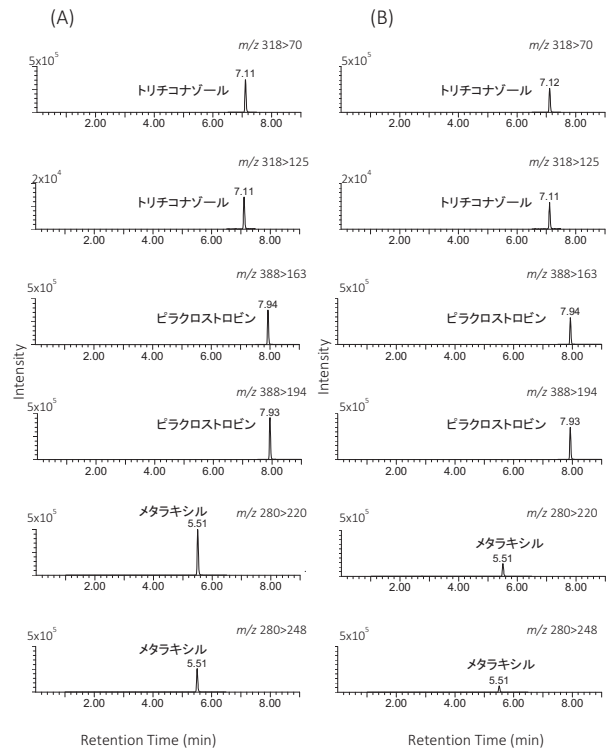 (A)
m/z 318>70
5x10⁵
7.11
トリチコナゾール
2.00 4.00 6.00 8.00
m/z 318>125
2x10⁴
7.11
トリチコナゾール
2.00 4.00 6.00 8.00
m/z 388>163
5x10⁵
7.94
ピラクロストロビン
2.00 4.00 6.00 8.00
m/z 388>194
5x10⁵
7.93
ピラクロストロビン
2.00 4.00 6.00 8.00
m/z 280>220
5x10⁵
メタラキシル
5.51
2.00 4.00 6.00 8.00
m/z 280>248
5x10⁵
メタラキシル
5.51
2.00 4.00 6.00 8.00
Intensity
Retention Time (min)
(B)
m/z 318>70
5x10⁵
7.12
トリチコナゾール
2.00 4.00 6.00 8.00
m/z 318>125
2x10⁴
7.11
トリチコナゾール
2.00 4.00 6.00 8.00
m/z 388>163
5x10⁵
7.94
ピラクロストロビン
2.00 4.00 6.00 8.00
m/z 388>194
5x10⁵
7.93
ピラクロストロビン
2.00 4.00 6.00 8.00
m/z 280>220
5x10⁵
メタラキシル
5.51
2.00 4.00 6.00 8.00
m/z 280>248
5x10⁵
メタラキシル
5.51
2.00 4.00 6.00 8.00
Intensity
Retention Time (min)